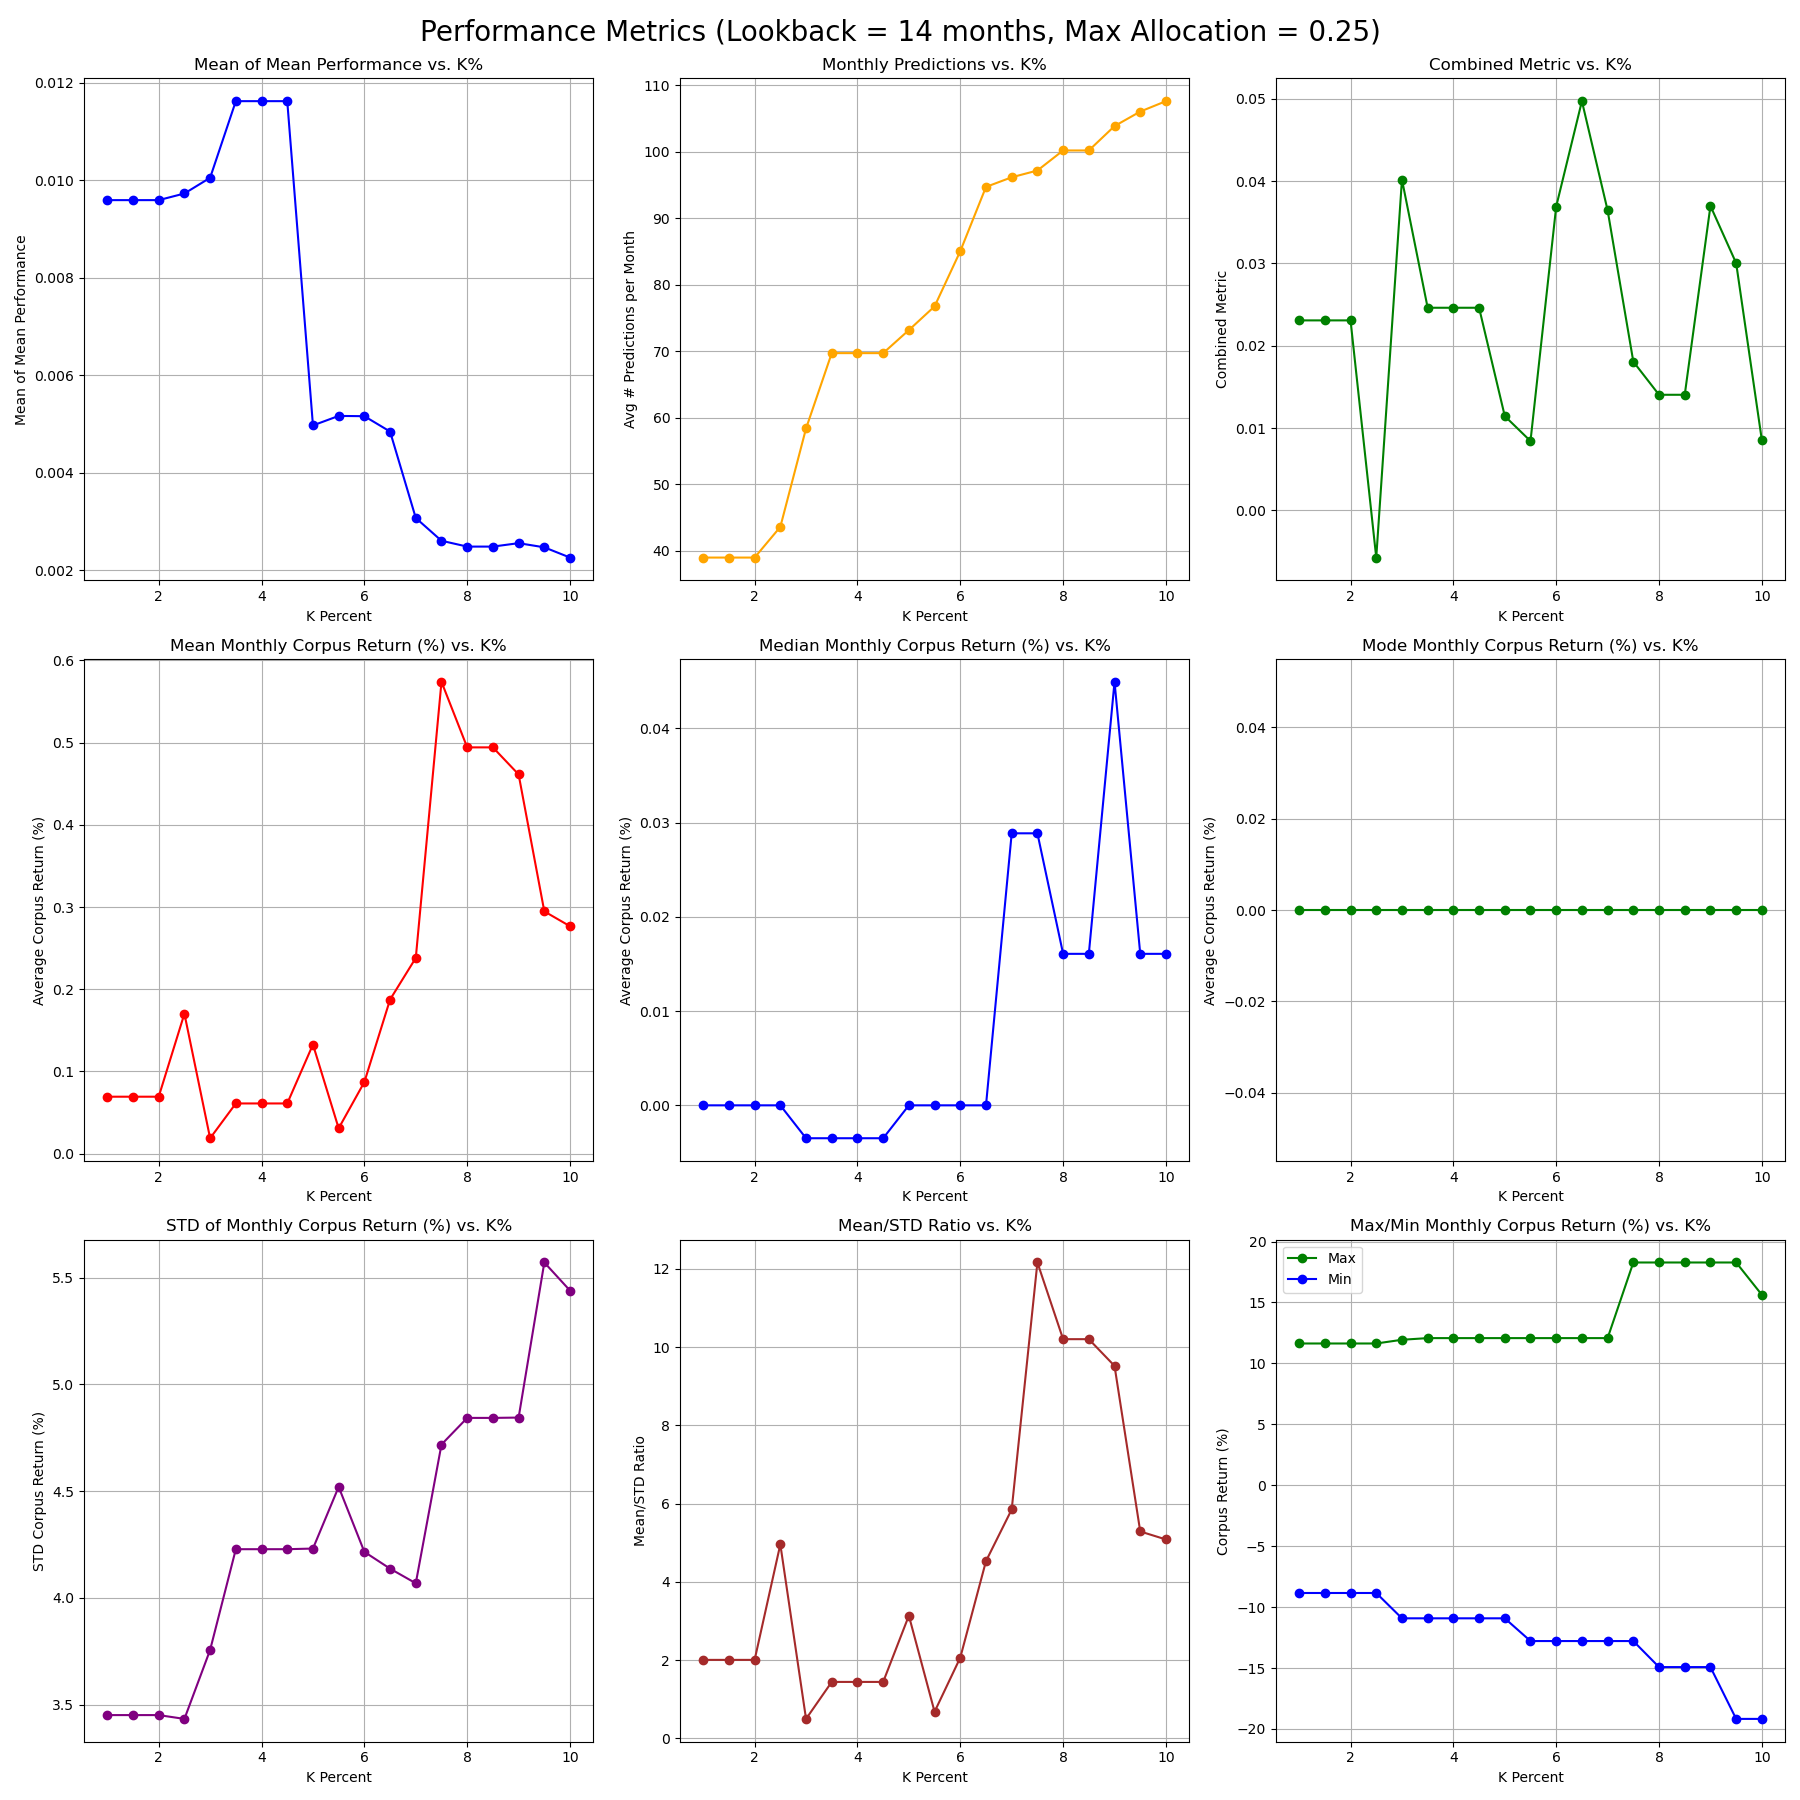 Performance Metrics (Lookback = 14 months, Max Allocation = 0.25)
Mean of Mean Performance vs. K%
0.012
0.010
0.008
0.006
0.004
0.002
Mean of Mean Performance
2 4 6 8 10
K Percent
Monthly Predictions vs. K%
110
100
90
80
70
60
50
40
Avg # Predictions per Month
2 4 6 8 10
K Percent
Combined Metric vs. K%
0.05
0.04
0.03
0.02
0.01
0.00
Combined Metric
2 4 6 8 10
K Percent
Mean Monthly Corpus Return (%) vs. K%
0.6
0.5
0.4
0.3
0.2
0.1
0.0
Average Corpus Return (%)
2 4 6 8 10
K Percent
Median Monthly Corpus Return (%) vs. K%
0.04
0.03
0.02
0.01
0.00
Average Corpus Return (%)
2 4 6 8 10
K Percent
Mode Monthly Corpus Return (%) vs. K%
0.04
0.02
0.00
−0.02
−0.04
Average Corpus Return (%)
2 4 6 8 10
K Percent
STD of Monthly Corpus Return (%) vs. K%
5.5
5.0
4.5
4.0
3.5
STD Corpus Return (%)
2 4 6 8 10
K Percent
Mean/STD Ratio vs. K%
12
10
8
6
4
2
0
Mean/STD Ratio
2 4 6 8 10
K Percent
Max/Min Monthly Corpus Return (%) vs. K%
Max
Min
20
15
10
5
0
−5
−10
−15
−20
Corpus Return (%)
2 4 6 8 10
K Percent